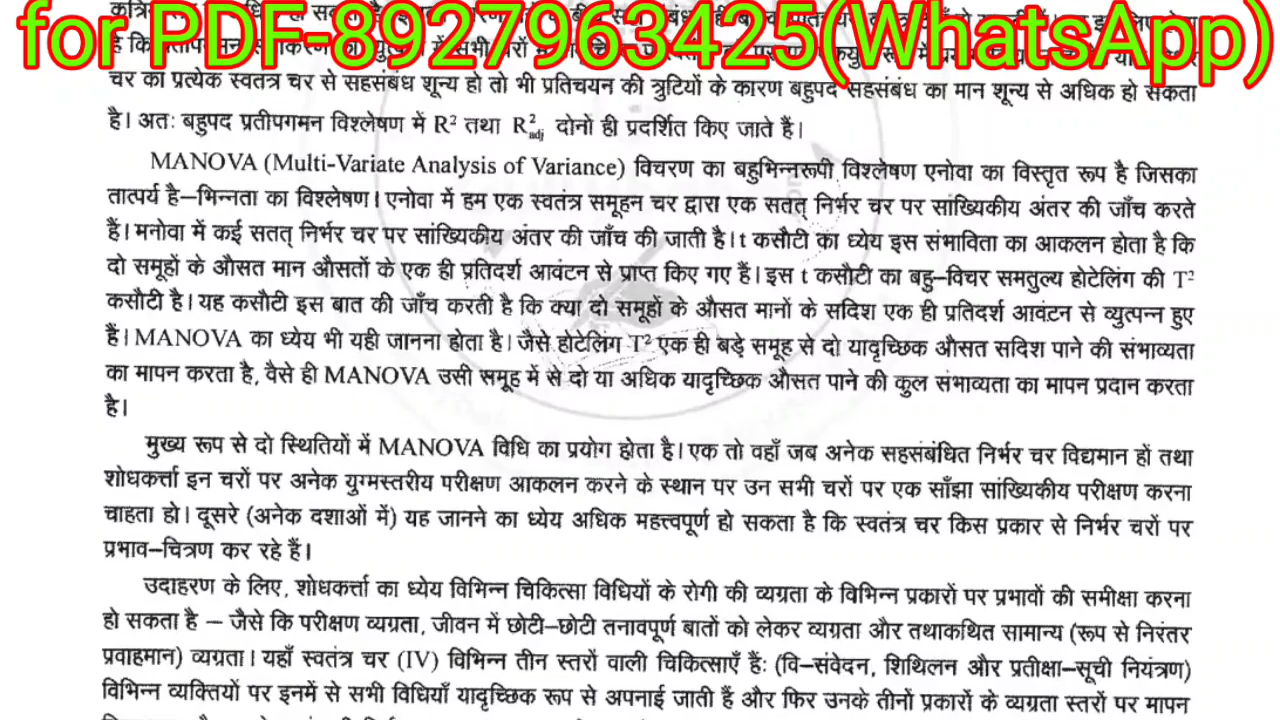 for PDF-8927963425(WhatsApp)
चर का प्रत्येक स्वतंत्र चर से सहसंबंध शून्य हो तो भी प्रतिचयन की त्रुटियों के कारण बहुपद सहसंबंध का मान शून्य से अधिक हो सकता
है। अतः बहुपद प्रतीपगमन विश्लेषण में R² तथा R²adj दोनों ही प्रदर्शित किए जाते हैं।
MANOVA (Multi-Variate Analysis of Variance) विचरण का बहुभिन्नरूपी विश्लेषण एनोवा का विस्तृत रूप है जिसका
तात्पर्य है–भिन्नता का विश्लेषण। एनोवा में हम एक स्वतंत्र समूहन चर द्वारा एक सतत् निर्भर चर पर सांख्यिकीय अंतर की जाँच करते
हैं। मनोवा में कई सतत् निर्भर चर पर सांख्यिकीय अंतर की जाँच की जाती है। t कसौटी का ध्येय इस संभाविता का आकलन होता है कि
दो समूहों के औसत मान औसतों के एक ही प्रतिदर्श आवंटन से प्राप्त किए गए हैं। इस t कसौटी का बहु–विचर समतुल्य होटेलिंग की T²
कसौटी है। यह कसौटी इस बात की जाँच करती है कि क्या दो समूहों के औसत मानों के सदिश एक ही प्रतिदर्श आवंटन से व्युत्पन्न हुए
हैं। MANOVA का ध्येय भी यही जानना होता है। जैसे होटेलिंग T² एक ही बड़े समूह से दो यादृच्छिक औसत सदिश पाने की संभाव्यता
का मापन करता है, वैसे ही MANOVA उसी समूह में से दो या अधिक यादृच्छिक औसत पाने की कुल संभाव्यता का मापन प्रदान करता
है।
मुख्य रूप से दो स्थितियों में MANOVA विधि का प्रयोग होता है। एक तो वहाँ जब अनेक सहसंबंधित निर्भर चर विद्यमान हों तथा
शोधकर्त्ता इन चरों पर अनेक युग्मस्तरीय परीक्षण आकलन करने के स्थान पर उन सभी चरों पर एक साँझा सांख्यिकीय परीक्षण करना
चाहता हो। दूसरे (अनेक दशाओं में) यह जानने का ध्येय अधिक महत्त्वपूर्ण हो सकता है कि स्वतंत्र चर किस प्रकार से निर्भर चरों पर
प्रभाव–चित्रण कर रहे हैं।
उदाहरण के लिए, शोधकर्त्ता का ध्येय विभिन्न चिकित्सा विधियों के रोगी की व्यग्रता के विभिन्न प्रकारों पर प्रभावों की समीक्षा करना
हो सकता है – जैसे कि परीक्षण व्यग्रता, जीवन में छोटी–छोटी तनावपूर्ण बातों को लेकर व्यग्रता और तथाकथित सामान्य (रूप से निरंतर
प्रवाहमान) व्यग्रता। यहाँ स्वतंत्र चर (IV) विभिन्न तीन स्तरों वाली चिकित्साएँ हैं: (वि–संवेदन, शिथिलन और प्रतीक्षा–सूची नियंत्रण)
विभिन्न व्यक्तियों पर इनमें से सभी विधियाँ यादृच्छिक रूप से अपनाई जाती हैं और फिर उनके तीनों प्रकारों के व्यग्रता स्तरों पर मापन